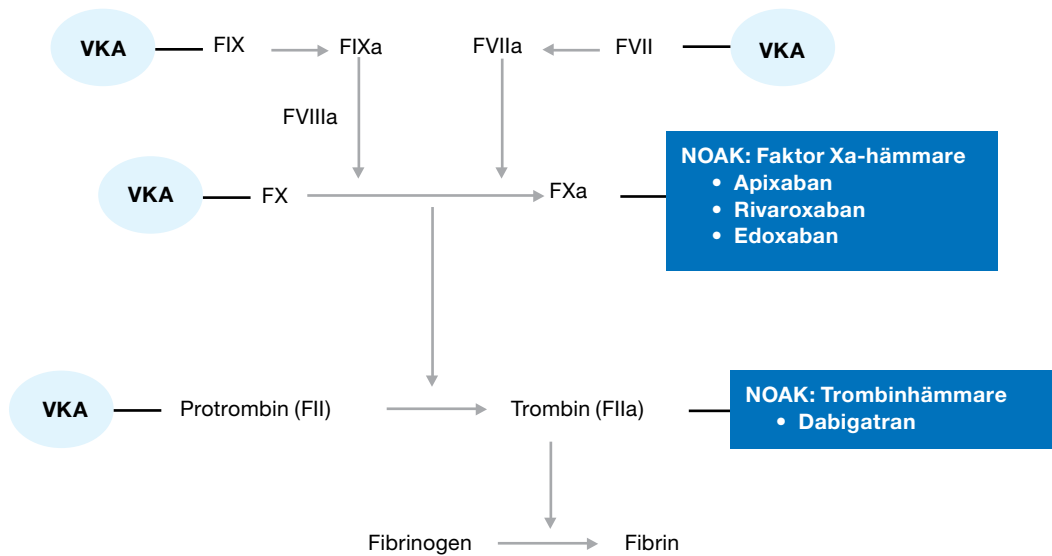 VKA FIX FIXa FVIIa FVII VKA
FVIIIa
NOAK: Faktor Xa-hämmare
• Apixaban
• Rivaroxaban
• Edoxaban
VKA FX FXa
NOAK: Trombinhämmare
• Dabigatran
VKA Protrombin (FII) Trombin (FIIa)
Fibrinogen Fibrin